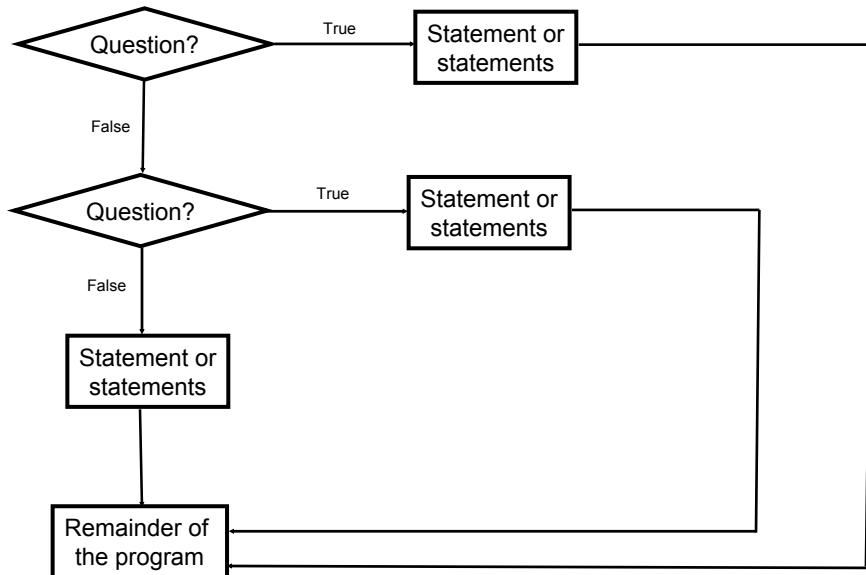 Question?
True
Statement or
statements
False
Question?
True
Statement or
statements
False
Statement or
statements
Remainder of
the program